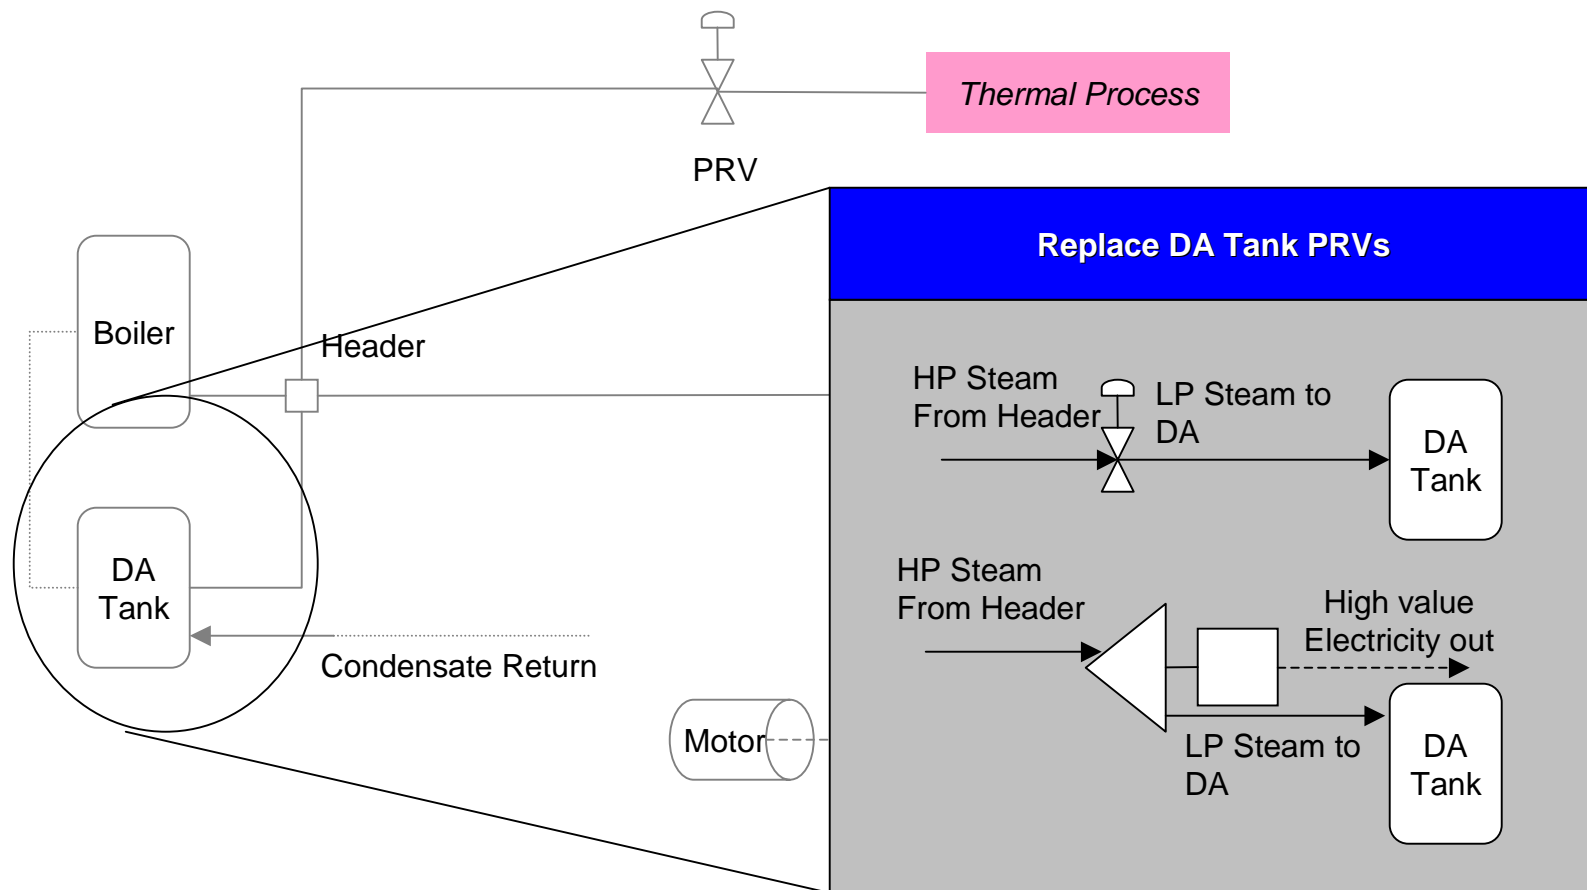 Thermal Process
PRV
Replace DA Tank PRVs
Boiler
Header
HP Steam
From Header
LP Steam to
DA
DA
Tank
DA
Tank
HP Steam
From Header
High value
Electricity out
Condensate Return
Motor
LP Steam to
DA
DA
Tank